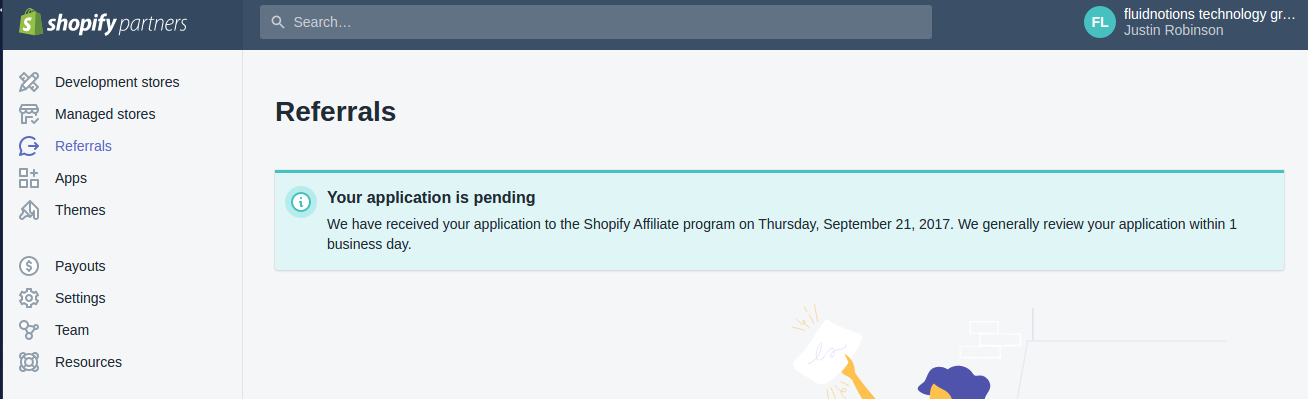 shopify partners
Search…
FL
fluidnotions technology gr…
Justin Robinson
Development stores
Managed stores
Referrals
Apps
Themes
Payouts
Settings
Team
Resources
Referrals
Your application is pending
We have received your application to the Shopify Affiliate program on Thursday, September 21, 2017. We generally review your application within 1
business day.